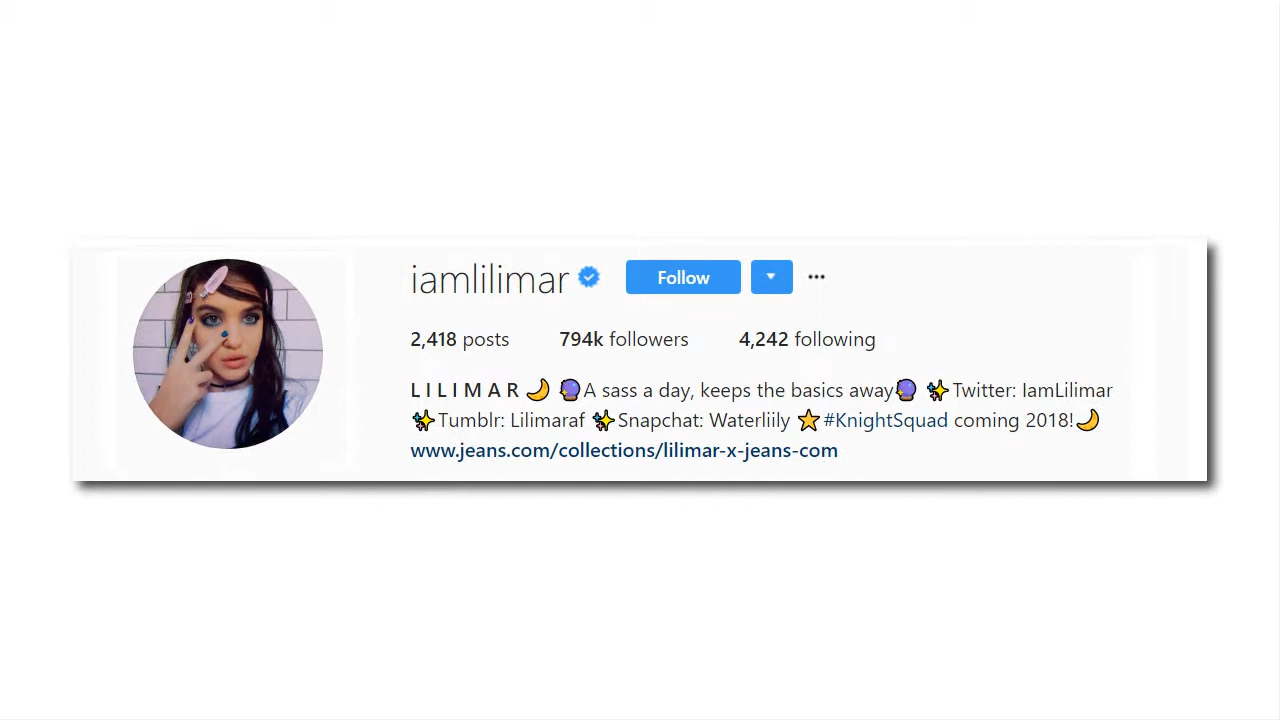 iamlilimar Follow
2,418 posts 794k followers 4,242 following
L I L I M A R 🌙 🔮A sass a day, keeps the basics away🔮 ✨Twitter: IamLilimar
✨Tumblr: Lilimaraf ✨Snapchat: Waterliily ⭐#KnightSquad coming 2018!🌙
www.jeans.com/collections/lilimar-x-jeans-com